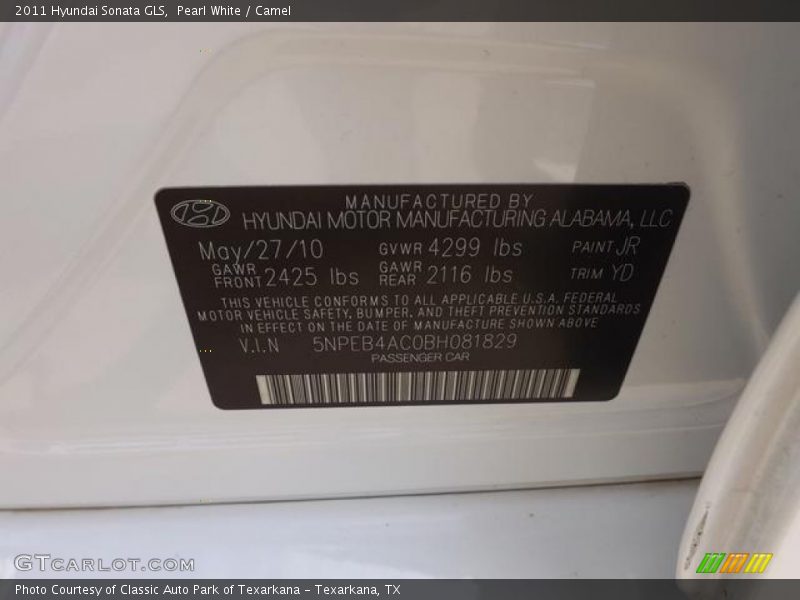 2011 Hyundai Sonata GLS, Pearl White / Camel
MANUFACTURED BY
HYUNDAI MOTOR MANUFACTURING ALABAMA, LLC
May/27/10 GVWR 4299 lbs PAINT JR
GAWR FRONT 2425 lbs GAWR REAR 2116 lbs TRIM YD
THIS VEHICLE CONFORMS TO ALL APPLICABLE U.S.A. FEDERAL
MOTOR VEHICLE SAFETY, BUMPER, AND THEFT PREVENTION STANDARDS
IN EFFECT ON THE DATE OF MANUFACTURE SHOWN ABOVE
V.I.N 5NPEB4AC0BH081829
PASSENGER CAR
GTCARLOT.COM
Photo Courtesy of Classic Auto Park of Texarkana - Texarkana, TX